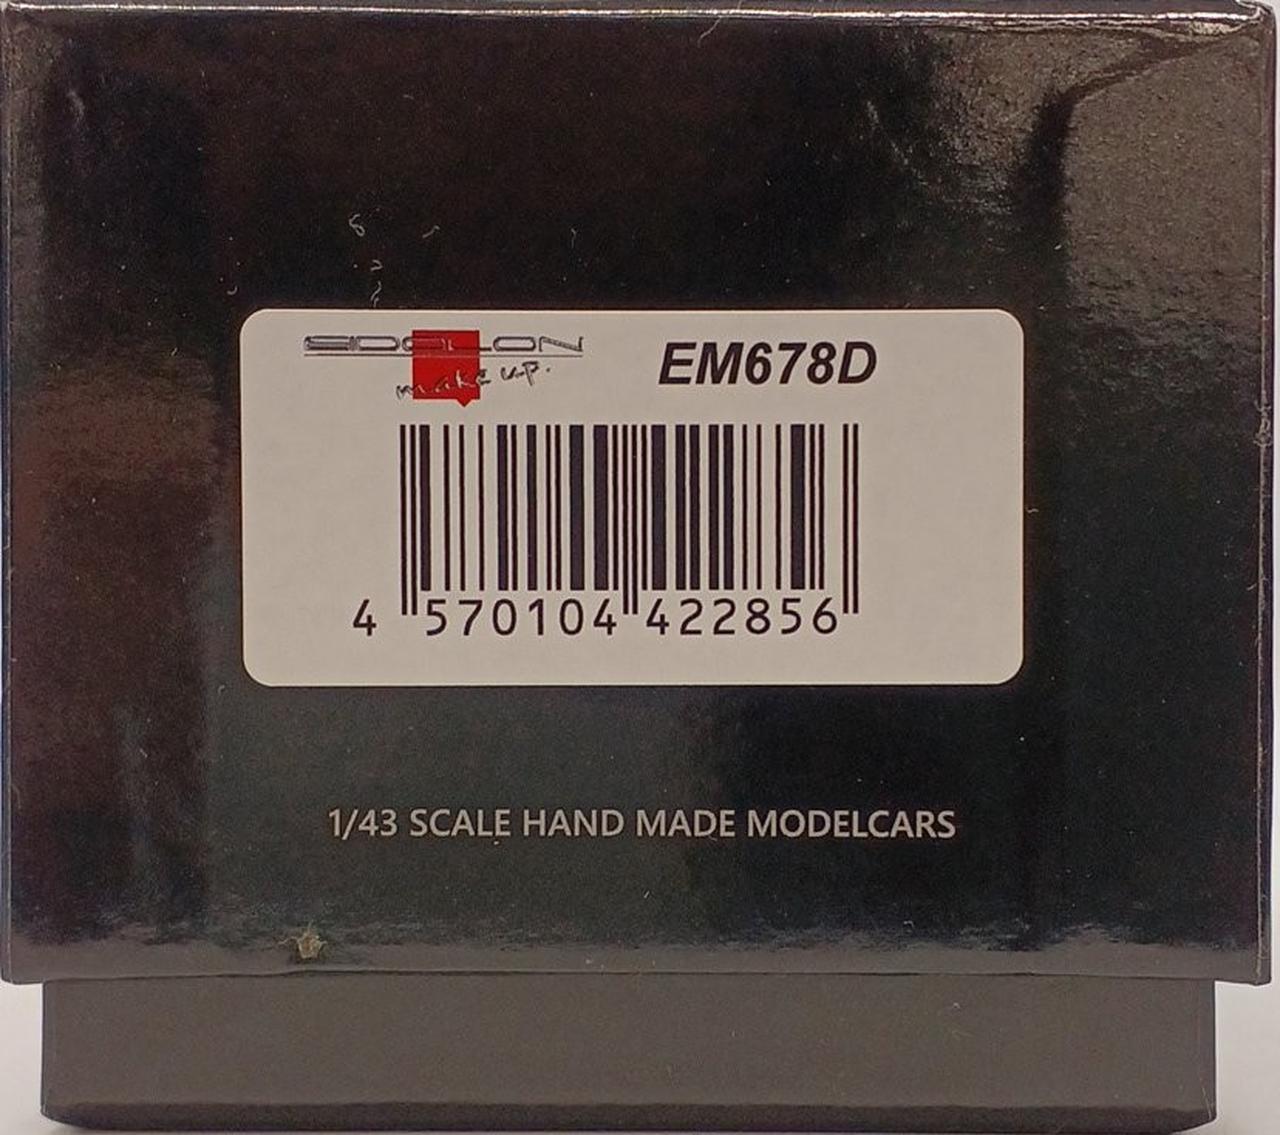 EIDOLON
make up.
EM678D
4 570104 422856
1/43 SCALE HAND MADE MODELCARS